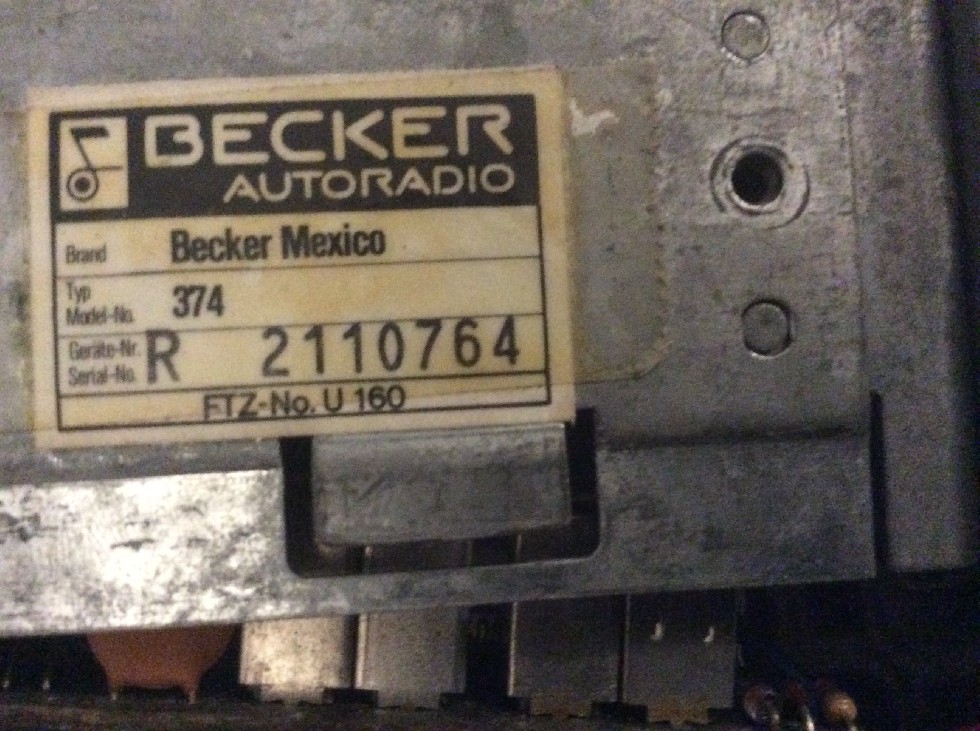 BECKER
AUTORADIO
Brand Becker Mexico
Typ
Model-No. 374
Geräte-Nr.
Serial-No. R 2110764
FTZ-No. U 160